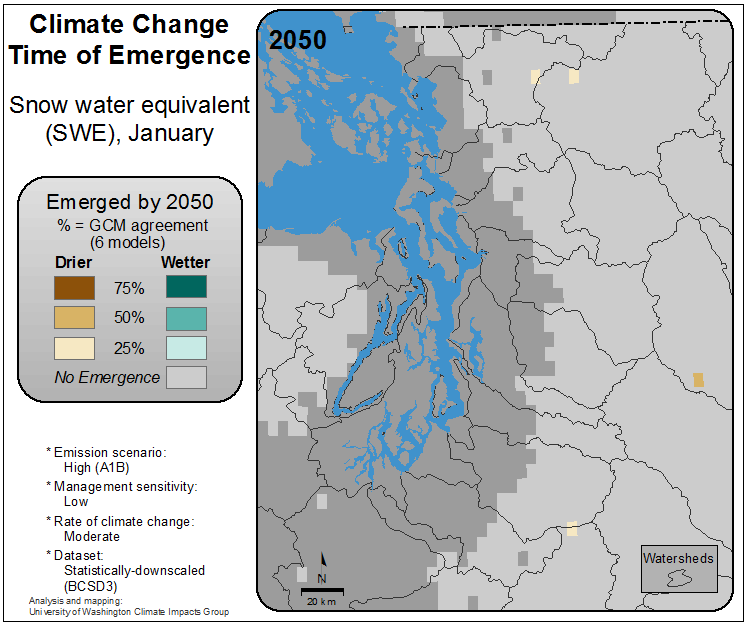 Climate Change
Time of Emergence
Snow water equivalent
(SWE), January
Emerged by 2050
% = GCM agreement
(6 models)
Drier Wetter
75%
50%
25%
No Emergence
* Emission scenario:
High (A1B)
* Management sensitivity:
Low
* Rate of climate change:
Moderate
* Dataset:
Statistically-downscaled
(BCSD3)
Analysis and mapping:
University of Washington Climate Impacts Group
2050
N
20 km
Watersheds